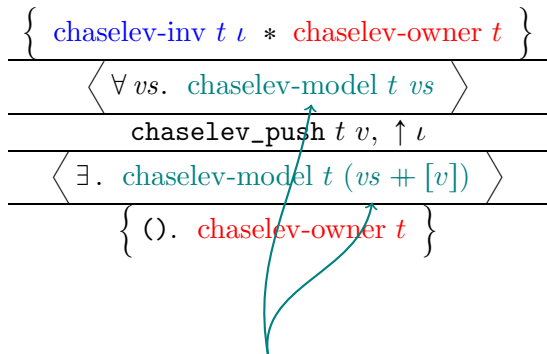 { chaselev-inv t ι ∗ chaselev-owner t }
⟨ ∀ vs. chaselev-model t vs ⟩
chaselev_push t v, ↑ ι
⟨ ∃ . chaselev-model t (vs ++ [v]) ⟩
{ (). chaselev-owner t }